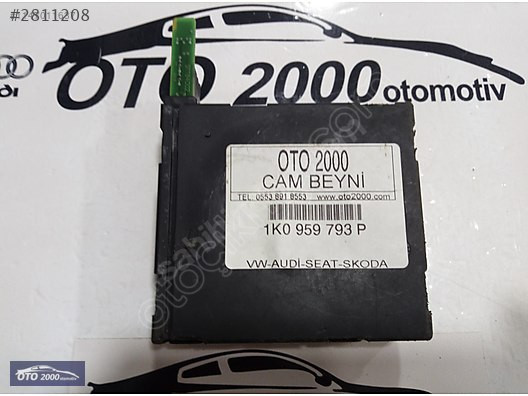 #2811208
OTO 2000 otomotiv
OTO 2000
CAM BEYNİ
TEL: 0553 891 8553 www.oto2000.com
1K0 959 793 P
VW-AUDİ-SEAT-SKODA
OTO 2000 otomotiv